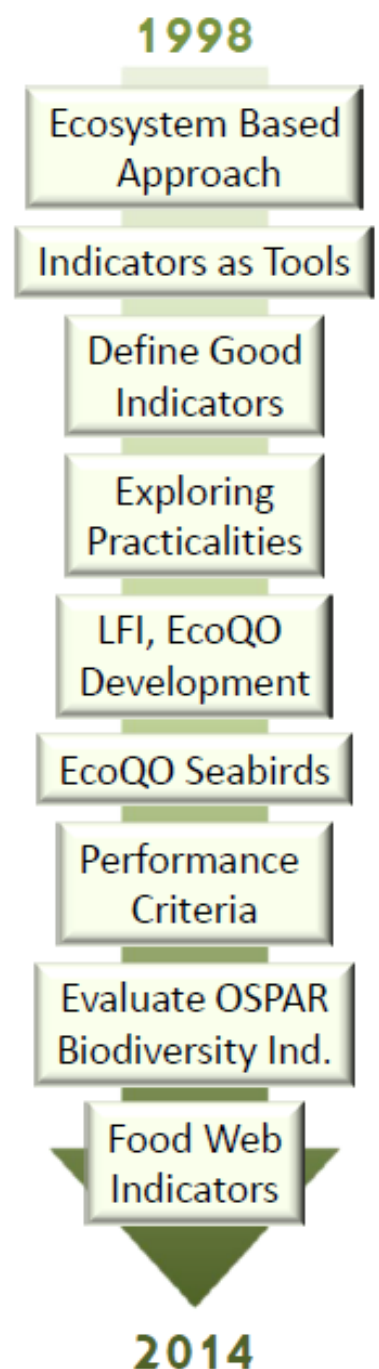 1998
Ecosystem Based
Approach
Indicators as Tools
Define Good
Indicators
Exploring
Practicalities
LFI, EcoQO
Development
EcoQO Seabirds
Performance
Criteria
Evaluate OSPAR
Biodiversity Ind.
Food Web
Indicators
2014